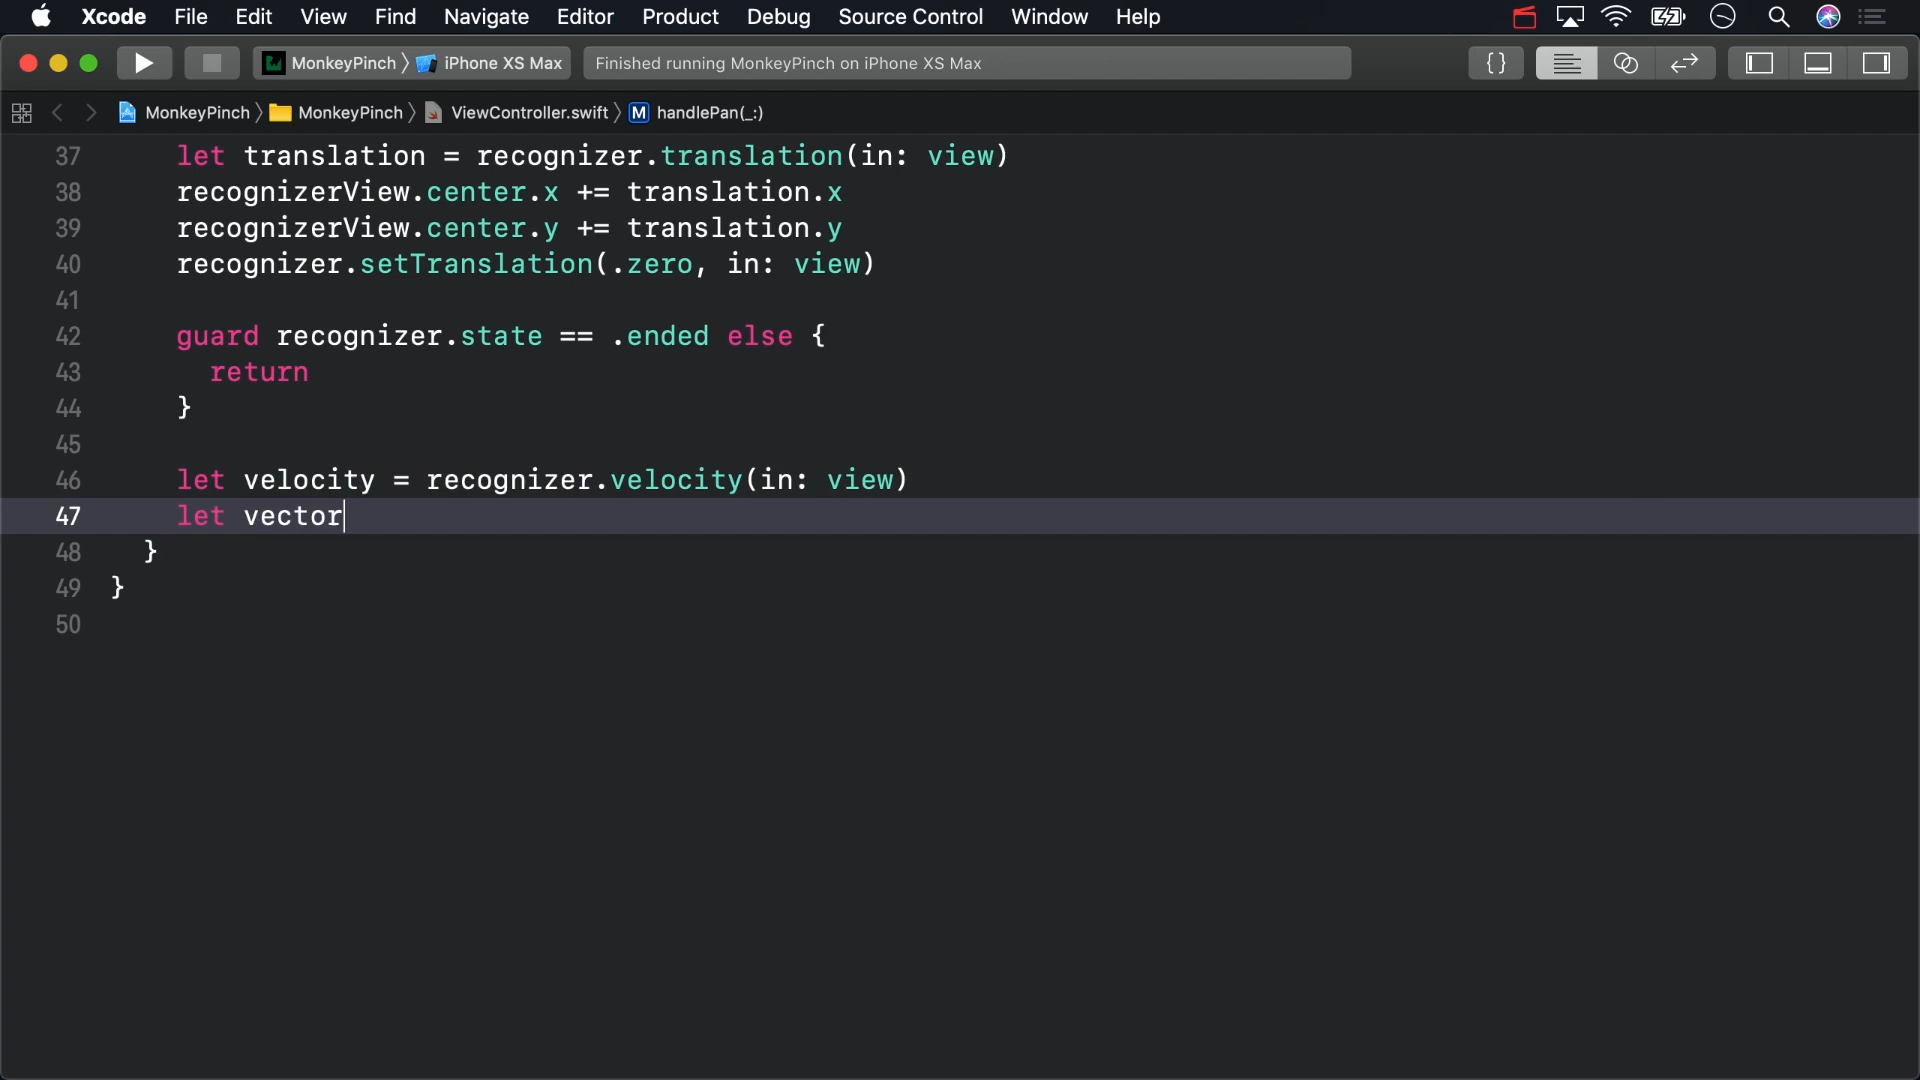 Xcode File Edit View Find Navigate Editor Product Debug Source Control Window Help
MonkeyPinch iPhone XS Max Finished running MonkeyPinch on iPhone XS Max {}
MonkeyPinch MonkeyPinch ViewController.swift M handlePan(_:)
37 let translation = recognizer.translation(in: view)
38 recognizerView.center.x += translation.x
39 recognizerView.center.y += translation.y
40 recognizer.setTranslation(.zero, in: view)
41
42 guard recognizer.state == .ended else {
43 return
44 }
45
46 let velocity = recognizer.velocity(in: view)
47 let vector
48 }
49 }
50